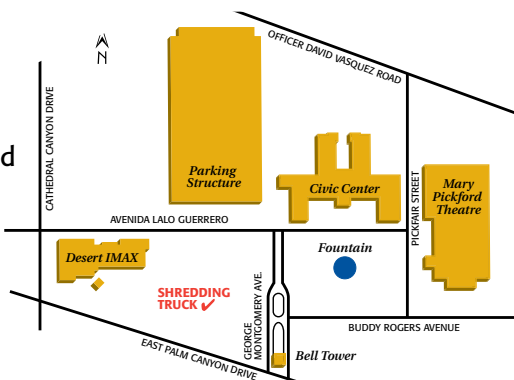 OFFICER DAVID VASQUEZ ROAD
N
CATHEDRAL CANYON DRIVE
d
Parking
Structure
Civic Center
PICKFAIR STREET
Mary
Pickford
Theatre
AVENIDA LALO GUERRERO
Desert IMAX
Fountain
SHREDDING
TRUCK ✓
GEORGE
MONTGOMERY AVE.
BUDDY ROGERS AVENUE
EAST PALM CANYON DRIVE
Bell Tower